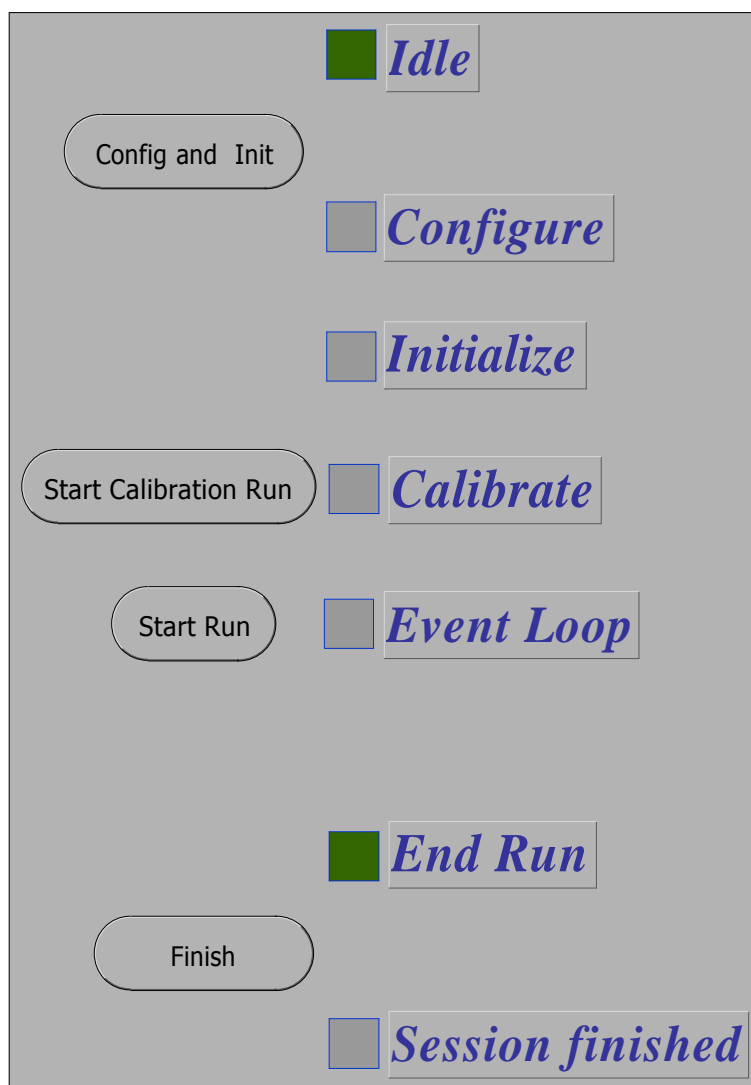 Idle
Config and  Init
Configure
Initialize
Start Calibration Run
Calibrate
Start Run
Event Loop
End Run
Finish
Session finished